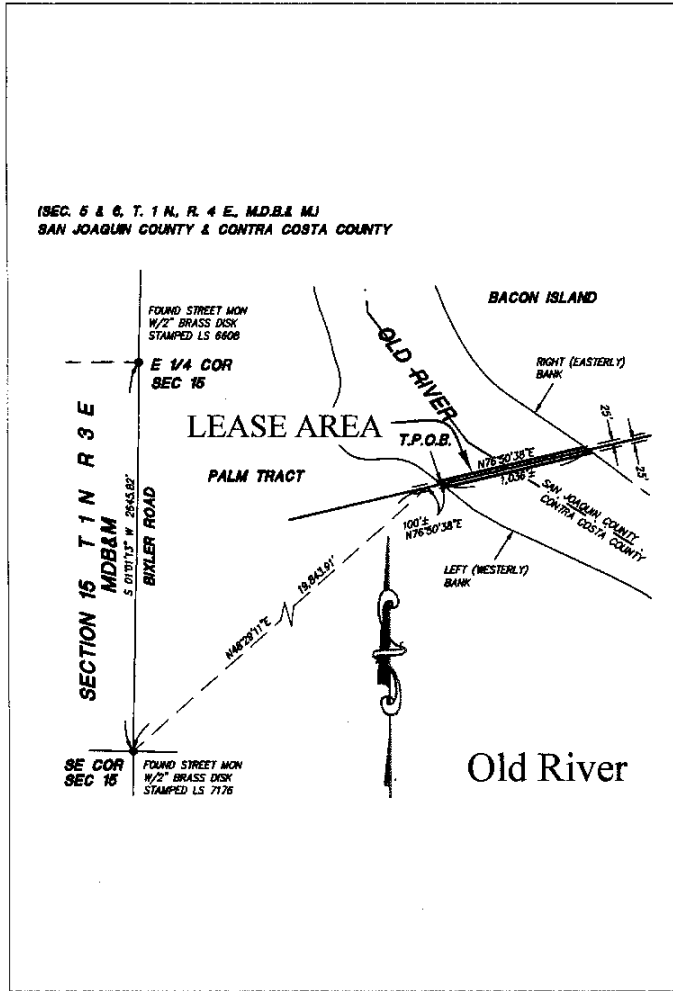 (SEC. 5 & 6, T. 1 N., R. 4 E., M.D.B.& M.)
SAN JOAQUIN COUNTY & CONTRA COSTA COUNTY
FOUND STREET MON
W/2" BRASS DISK
STAMPED LS 6608
E 1/4 COR
SEC 15
BACON ISLAND
RIGHT (EASTERLY)
BANK
OLD RIVER
LEASE AREA
T.P.O.B.
N76°50'38"E
1,036'±
25'
25'
PALM TRACT
SAN JOAQUIN COUNTY
CONTRA COSTA COUNTY
100'±
N76°50'38"E
SECTION 15 T 1 N R 3 E
MDB&M
S 01°01'13" W 2645.82'
BIXLER ROAD
LEFT (WESTERLY)
BANK
N48°29'11"E
19,843.91'
SE COR
SEC 15
FOUND STREET MON
W/2" BRASS DISK
STAMPED LS 7176
Old River